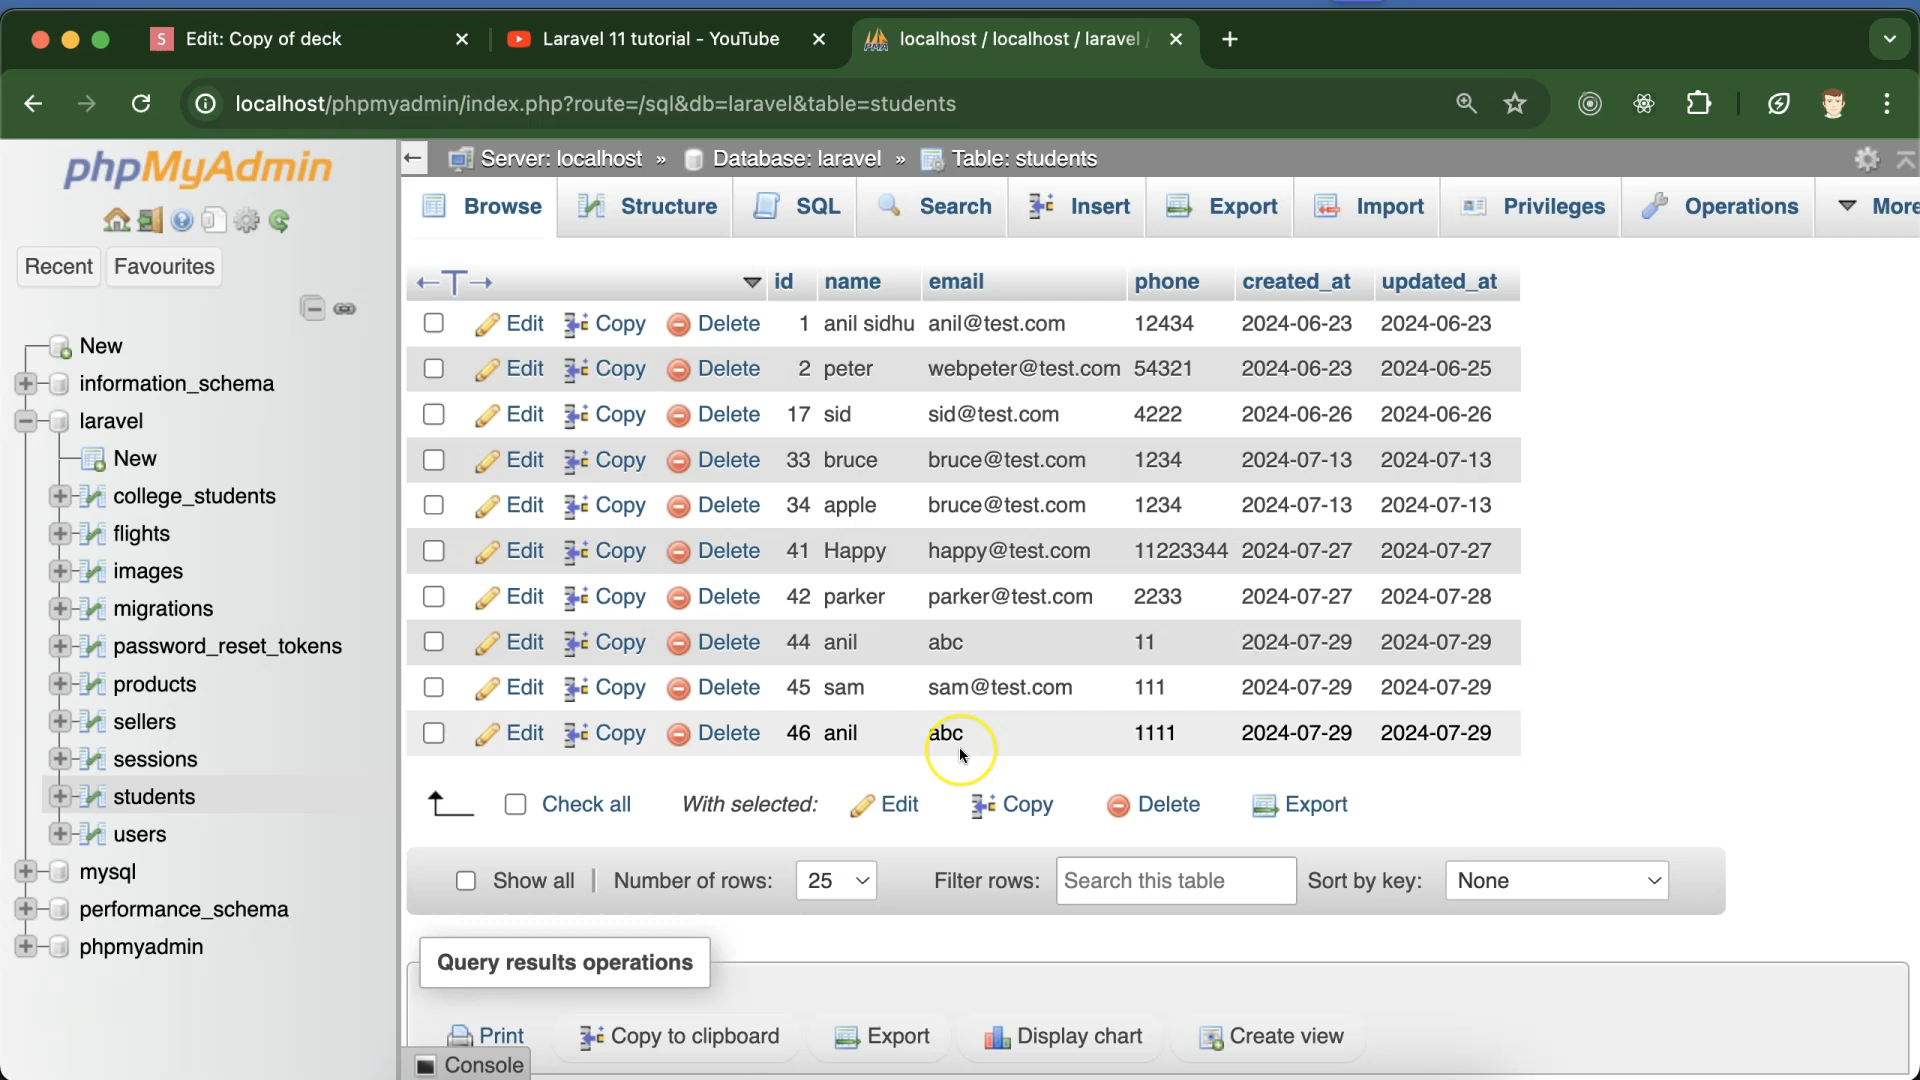 Edit: Copy of deck
Laravel 11 tutorial - YouTube
localhost / localhost / laravel
localhost/phpmyadmin/index.php?route=/sql&db=laravel&table=students
phpMyAdmin
Recent Favourites
New
information_schema
laravel
New
college_students
flights
images
migrations
password_reset_tokens
products
sellers
sessions
students
users
mysql
performance_schema
phpmyadmin
Server: localhost » Database: laravel » Table: students
Browse Structure SQL Search Insert Export Import Privileges Operations More
id name email phone created_at updated_at
Edit Copy Delete 1 anil sidhu anil@test.com 12434 2024-06-23 2024-06-23
Edit Copy Delete 2 peter webpeter@test.com 54321 2024-06-23 2024-06-25
Edit Copy Delete 17 sid sid@test.com 4222 2024-06-26 2024-06-26
Edit Copy Delete 33 bruce bruce@test.com 1234 2024-07-13 2024-07-13
Edit Copy Delete 34 apple bruce@test.com 1234 2024-07-13 2024-07-13
Edit Copy Delete 41 Happy happy@test.com 11223344 2024-07-27 2024-07-27
Edit Copy Delete 42 parker parker@test.com 2233 2024-07-27 2024-07-28
Edit Copy Delete 44 anil abc 11 2024-07-29 2024-07-29
Edit Copy Delete 45 sam sam@test.com 111 2024-07-29 2024-07-29
Edit Copy Delete 46 anil abc 1111 2024-07-29 2024-07-29
Check all With selected: Edit Copy Delete Export
Show all Number of rows: 25 Filter rows: Search this table Sort by key: None
Query results operations
Print Copy to clipboard Export Display chart Create view
Console